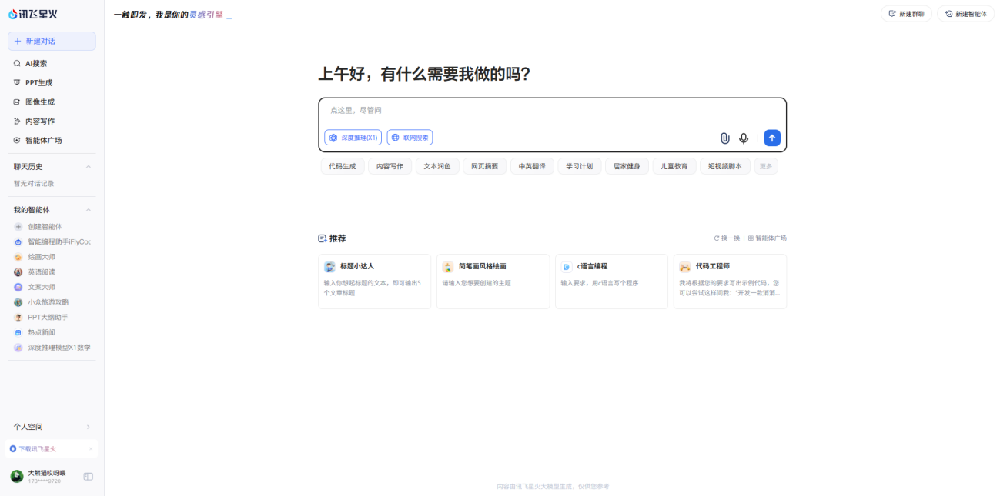 讯飞星火
一触即发，我是你的灵感引擎 _
新建群聊
新建智能体
新建对话
AI搜索
PPT生成
图像生成
内容写作
智能体广场
聊天历史
暂无对话记录
我的智能体
创建智能体
智能编程助手iFlyCoc
绘画大师
英语阅读
文案大师
小众旅游攻略
PPT大纲助手
热点新闻
深度推理模型X1数学
个人空间
下载讯飞星火
大熊猫哎呀喂
173****9720
上午好，有什么需要我做的吗？
点这里，尽管问
深度推理(X1)
联网搜索
代码生成
内容写作
文本润色
网页摘要
中英翻译
学习计划
居家健身
儿童教育
短视频脚本
更多
推荐
换一换
智能体广场
标题小达人
输入你想起标题的文本，即可输出5
个文章标题
简笔画风格绘画
请输入您想要创建的主题
c语言编程
输入要求，用c语言写个程序
代码工程师
我将根据您的要求写出示例代码，您
可以尝试这样问我："开发一款消消...
内容由讯飞星火大模型生成，仅供您参考